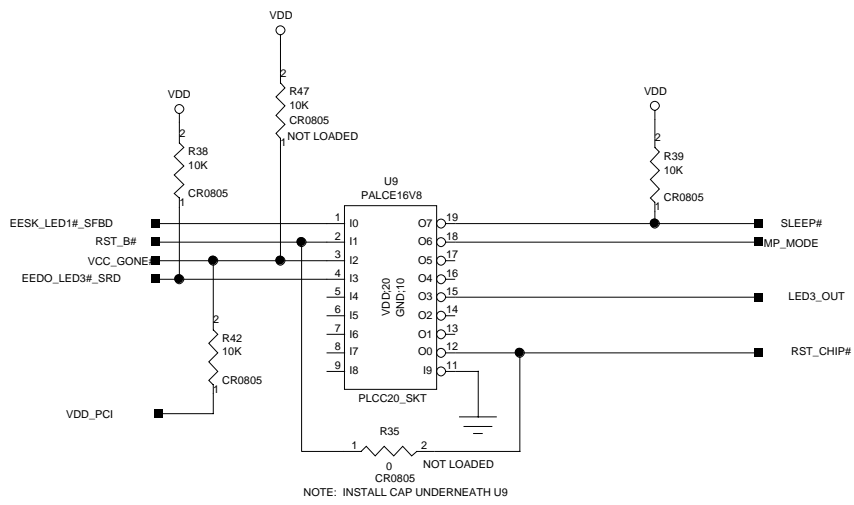 VDD
2
R47
10K
CR0805
1
NOT LOADED
VDD
2
R38
10K
CR0805
1
VDD
2
R39
10K
CR0805
1
U9
PALCE16V8
EESK_LED1#_SFBD
1 I0 O7 19
SLEEP#
RST_B#
2 I1 O6 18
MP_MODE
VCC_GONE#
3 I2 O5 17
EEDO_LED3#_SRD
4 I3 O4 16
5 I4 O3 15
LED3_OUT
6 I5 O2 14
7 I6 O1 13
8 I7 O0 12
RST_CHIP#
9 I8 I9 11
VDD;20
GND;10
PLCC20_SKT
2
R42
10K
CR0805
1
VDD_PCI
R35
1 2
0
NOT LOADED
CR0805
NOTE: INSTALL CAP UNDERNEATH U9